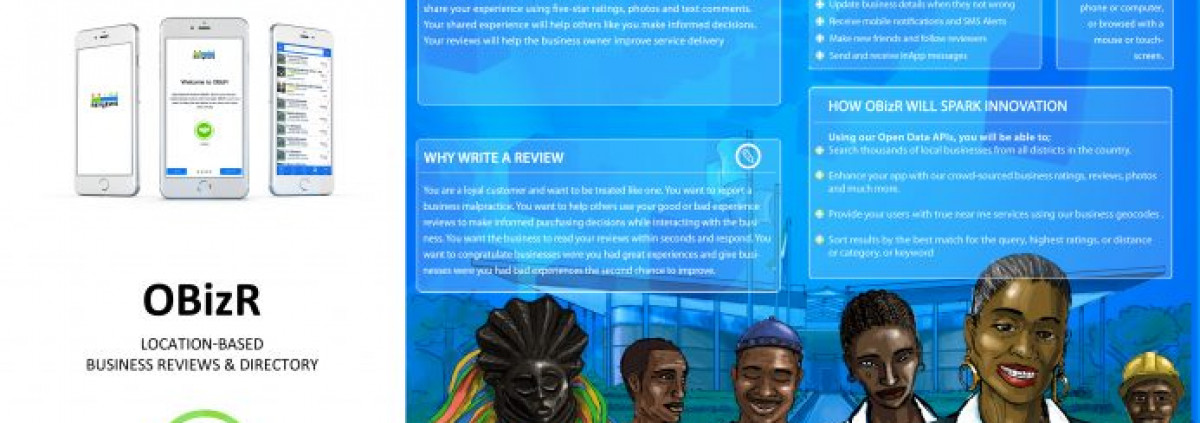 Welcome to OBizR
OBizR
LOCATION-BASED
BUSINESS REVIEWS & DIRECTORY
share your experience using five-star ratings, photos and text comments.
Your shared experience will help others like you make informed decisions.
Your reviews will help the business owner improve service delivery
WHY WRITE A REVIEW
You are a loyal customer and want to be treated like one. You want to report a
business malpractice. You want to help others use your good or bad experience
reviews to make informed purchasing decisions while interacting with the busi-
ness. You want the business to read your reviews within seconds and respond. You
want to congratulate businesses were you had great experiences and give busi-
nesses were you had bad experiences the second chance to improve.
Update business details when they not wrong
Receive mobile notifications and SMS Alerts
Make new friends and follow reviewers
Send and receive inApp messages
phone or computer,
or browsed with a
mouse or touch-
screen.
HOW OBizR WILL SPARK INNOVATION
Using our Open Data APIs, you will be able to;
Search thousands of local businesses from all districts in the country.
Enhance your app with our crowd-sourced business ratings, reviews, photos
and much more.
Provide your users with true near me services using our business geocodes .
Sort results by the best match for the query, highest ratings, or distance
or category, or keyword